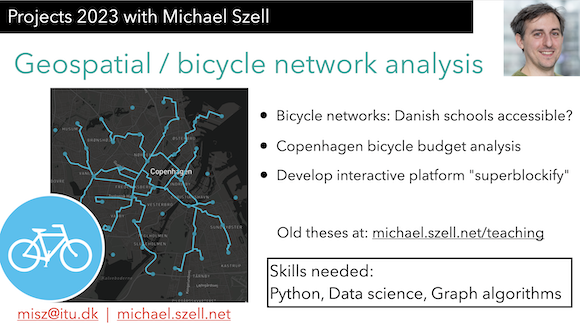 Projects 2023 with Michael Szell
Geospatial / bicycle network analysis
Copenhagen
• Bicycle networks: Danish schools accessible?
• Copenhagen bicycle budget analysis
• Develop interactive platform "superblockify"
Old theses at: michael.szell.net/teaching
Skills needed:
Python, Data science, Graph algorithms
misz@itu.dk | michael.szell.net